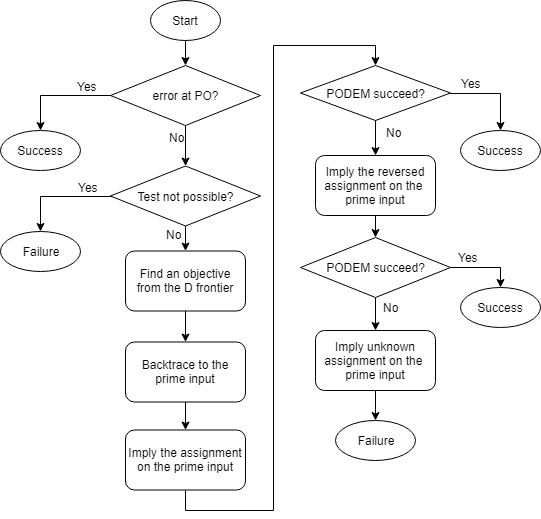 Start
error at PO?
Yes
Success
No
Test not possible?
Yes
Failure
No
Find an objective
from the D frontier
Backtrace to the
prime input
Imply the assignment
on the prime input
PODEM succeed?
Yes
Success
No
Imply the reversed
assignment on the
prime input
PODEM succeed?
Yes
Success
No
Imply unknown
assignment on the
prime input
Failure